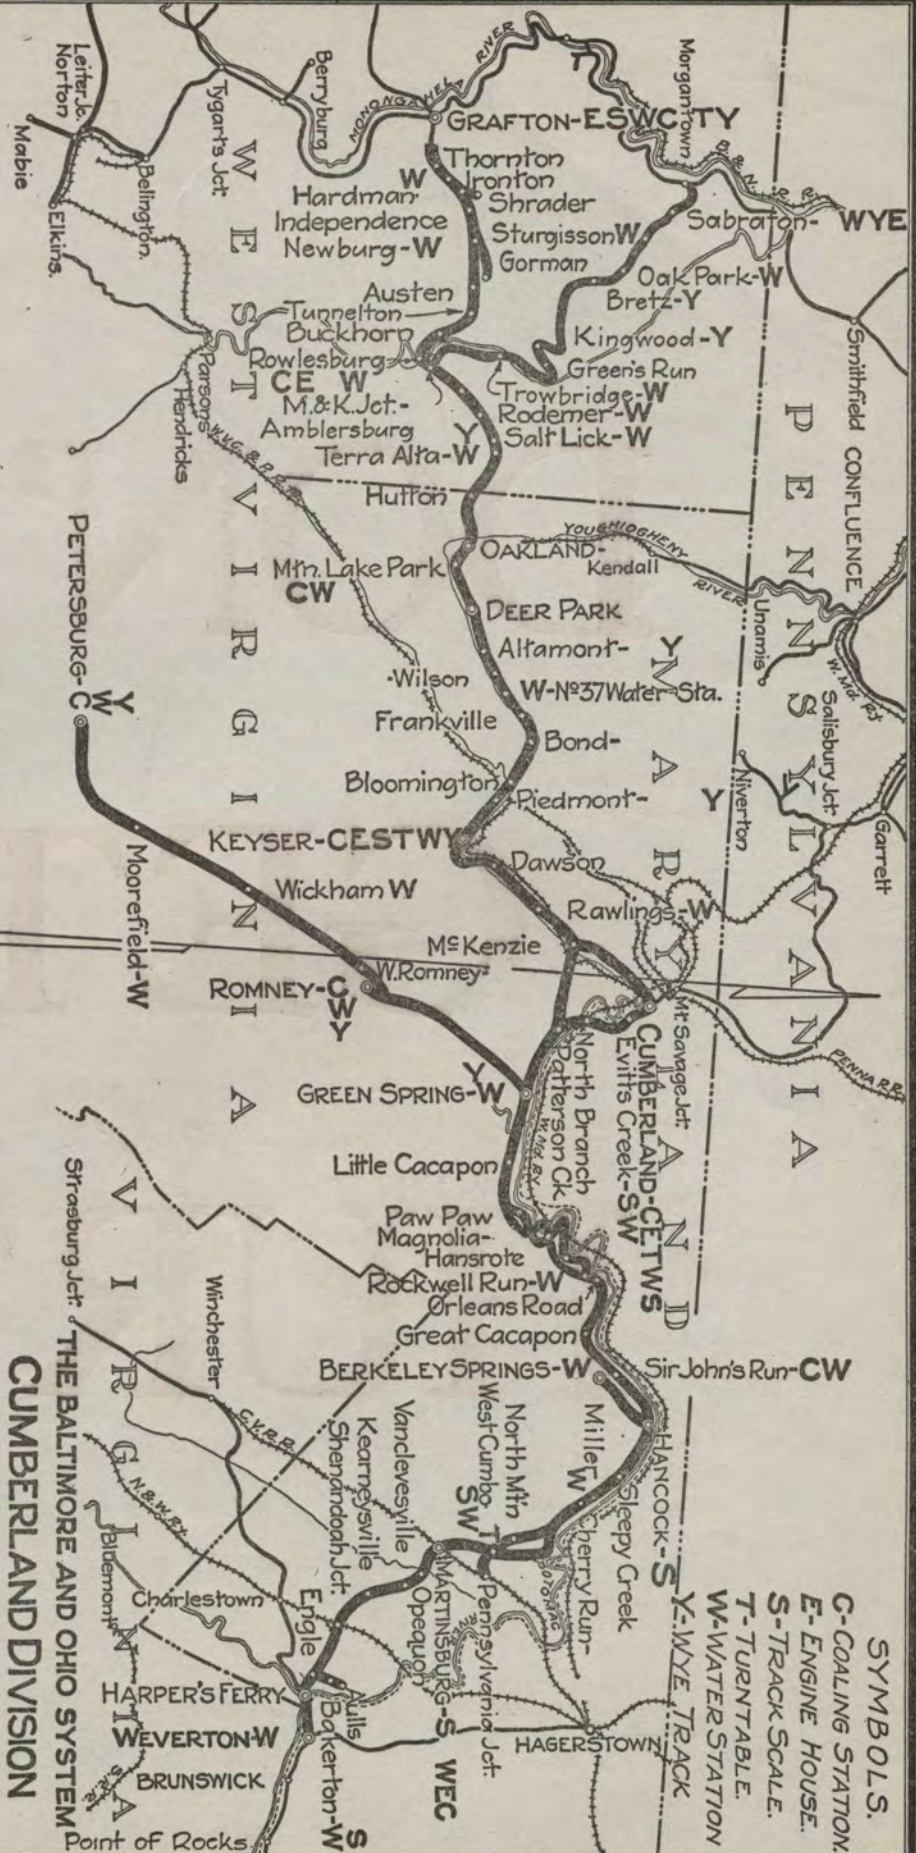 SYMBOLS.
C-COALING STATION.
E-ENGINE HOUSE.
S-TRACK SCALE.
T-TURNTABLE.
W-WATER STATION
Y-WYE TRACK
THE BALTIMORE AND OHIO SYSTEM
CUMBERLAND DIVISION
WEST VIRGINIA
PENNSYLVANIA
MARYLAND
VIRGINIA
Leiter Jc.
Norton
Mabie
Elkins.
Belington.
Tygart's Jct.
Berryburg
MONONGAHELA RIVER
T
Morgantown
GRAFTON-ESWCTY
Thornton
W
Ironton
Hardman
Shrader
Independence
Sturgisson W
Newburg-W
Gorman
Sabraton-WYE
Smithfield
Oak Park-W
Bretz-Y
Austen
Tunnelton
Buckhorn
Kingwood-Y
Rowlesburg
CE W
Green's Run
Trowbridge-W
M.&K.Jct.-
Rodemer-W
Amblersburg
Salt Lick-W
Y
Terra Alta-W
Parsons
Hendricks
Hutton
CONFLUENCE
YOUGHIOGHENY RIVER
OAKLAND-
Kendall
Mtn. Lake Park
CW
DEER PARK
Unamis
W. Md. Ry.
Altamont-
Y
Wilson
W-No37 Water Sta.
Salisbury Jct.
Frankville
Bond-
Niverton
Garrett
Bloomington
Piedmont-
Y
PETERSBURG-C
W
Y
KEYSER-CESTWY
Dawson
Moorefield-W
Wickham W
Rawlings-W
McKenzie
W.Romney
ROMNEY-C
W
Y
Mt Savage Jct.
CUMBERLAND-CETWS
Evitts Creek-SW
PENNA R.R.
North Branch
Patterson Ck.
W. Md. Ry.
Y
GREEN SPRING-W
Little Cacapon
Paw Paw
Magnolia-
Hansrote
Rockwell Run-W
Orleans Road
Great Cacapon
BERKELEY SPRINGS-W
Sir John's Run-CW
HANCOCK-S
Sleepy Creek
Miller
W
Cherry Run-
POTOMAC
North Mtn
West Cumbo
SW
T
Pennsylvania Jct.
Vanclevesville
Kearneysville
Shenandoah Jct.
MARTINSBURG-S WEC
Opequon
Strasburg Jct.
Winchester
C.V.R.R.
N.&W.RY.
Bluemont
Charlestown
Engle
HARPER'S FERRY
Bakerton-W
S
WEVERTON-W
HAGERSTOWN
BRUNSWICK
Point of Rocks